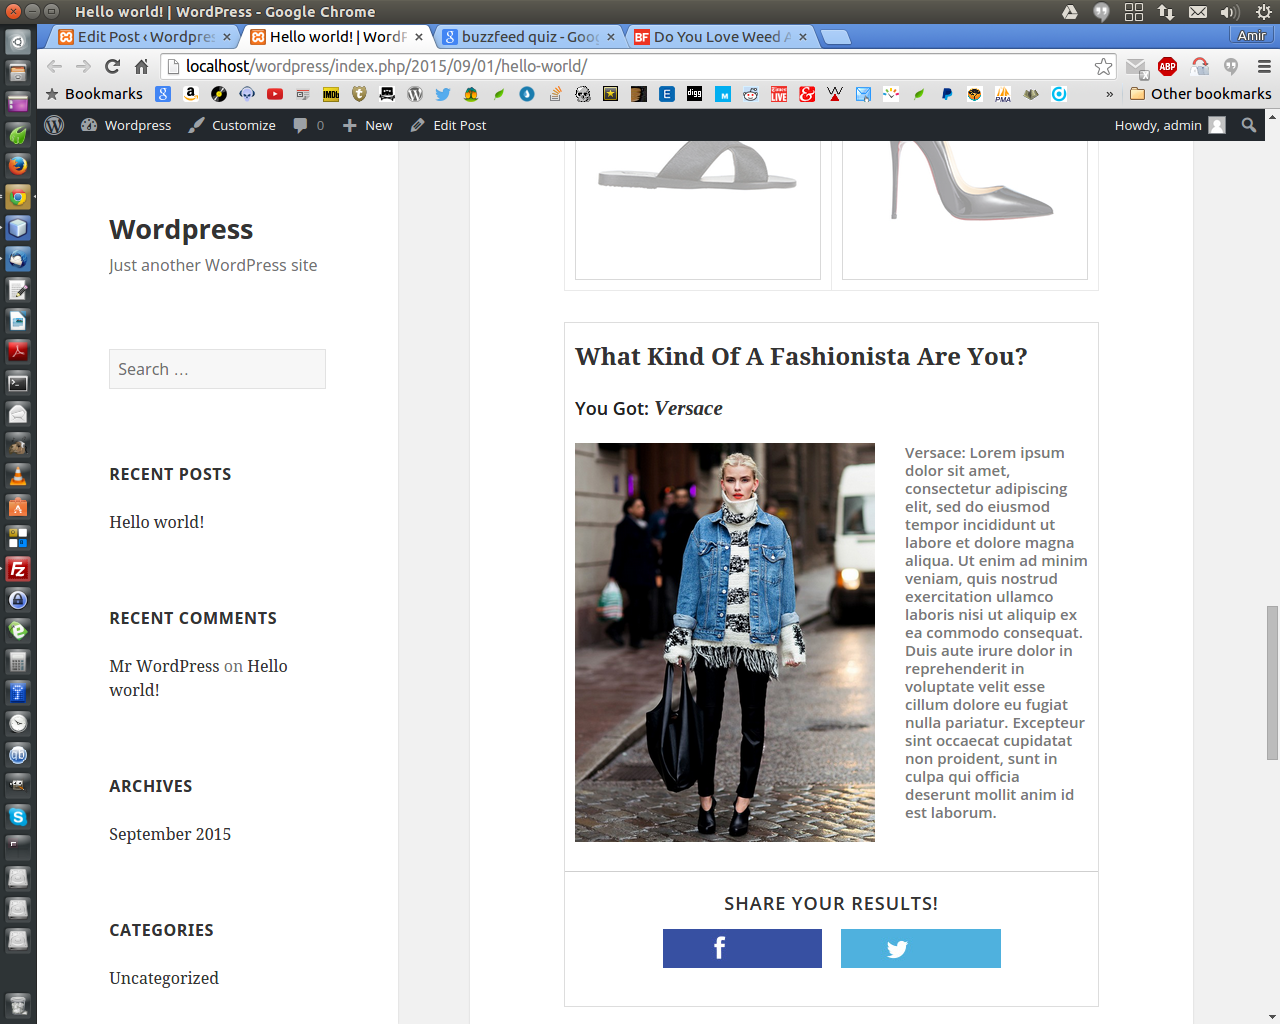 Hello world! | WordPress - Google Chrome
Edit Post ‹ Wordpres
Hello world! | WordP
buzzfeed quiz - Goo
Do You Love Weed A
Amir
localhost/wordpress/index.php/2015/09/01/hello-world/
ABP
Bookmarks
IMDb
digg
LIVE
PMA
»
Other bookmarks
Wordpress
Customize
0
New
Edit Post
Howdy, admin
Wordpress
Just another WordPress site
Search …
RECENT POSTS
Hello world!
RECENT COMMENTS
Mr WordPress on Hello
world!
ARCHIVES
September 2015
CATEGORIES
Uncategorized
What Kind Of A Fashionista Are You?
You Got: Versace
Versace: Lorem ipsum
dolor sit amet,
consectetur adipiscing
elit, sed do eiusmod
tempor incididunt ut
labore et dolore magna
aliqua. Ut enim ad minim
veniam, quis nostrud
exercitation ullamco
laboris nisi ut aliquip ex
ea commodo consequat.
Duis aute irure dolor in
reprehenderit in
voluptate velit esse
cillum dolore eu fugiat
nulla pariatur. Excepteur
sint occaecat cupidatat
non proident, sunt in
culpa qui officia
deserunt mollit anim id
est laborum.
SHARE YOUR RESULTS!